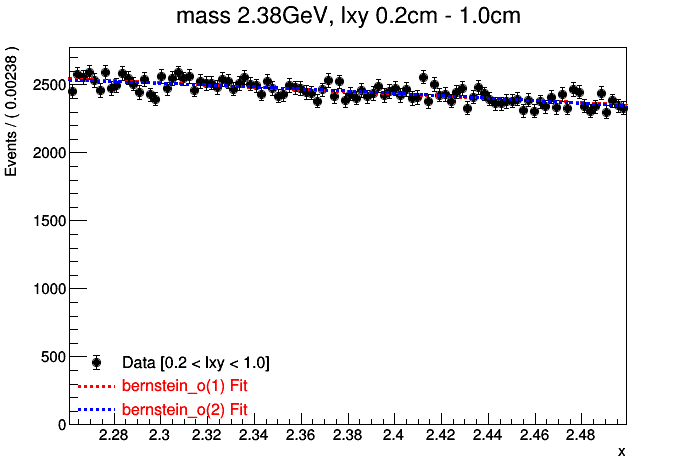 mass 2.38GeV, lxy 0.2cm - 1.0cm
Events / ( 0.00238 )
2500
2000
1500
1000
500
0
Data [0.2 < lxy < 1.0]
bernstein_o(1) Fit
bernstein_o(2) Fit
2.28 2.3 2.32 2.34 2.36 2.38 2.4 2.42 2.44 2.46 2.48
x